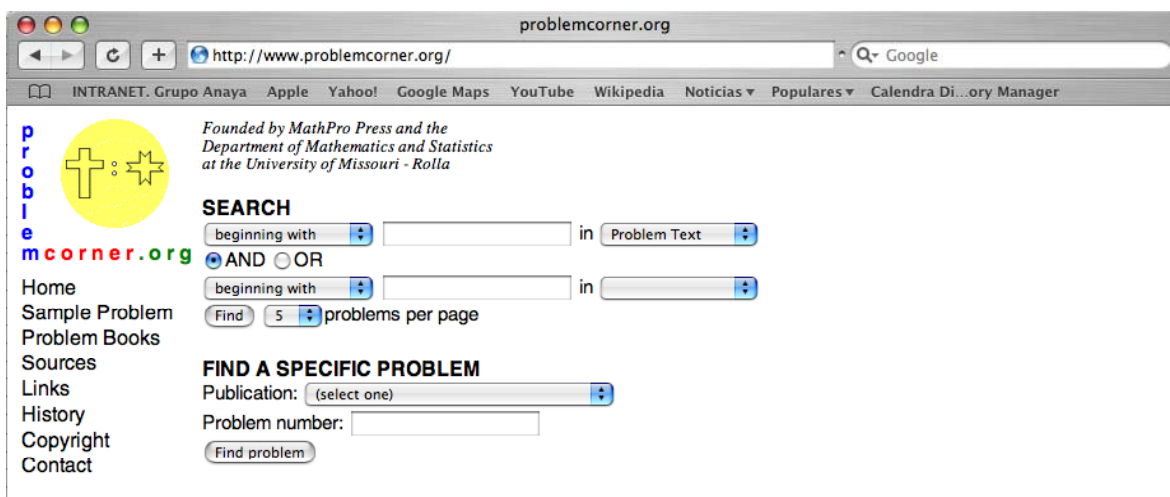 problemcorner.org
http://www.problemcorner.org/
Google
INTRANET. Grupo Anaya Apple Yahoo! Google Maps YouTube Wikipedia Noticias Populares Calendra Di...ory Manager
problemcorner.org
Founded by MathPro Press and the
Department of Mathematics and Statistics
at the University of Missouri - Rolla
SEARCH
beginning with in Problem Text
AND OR
beginning with in
Find 5 problems per page
FIND A SPECIFIC PROBLEM
Publication: (select one)
Problem number:
Find problem
Home
Sample Problem
Problem Books
Sources
Links
History
Copyright
Contact